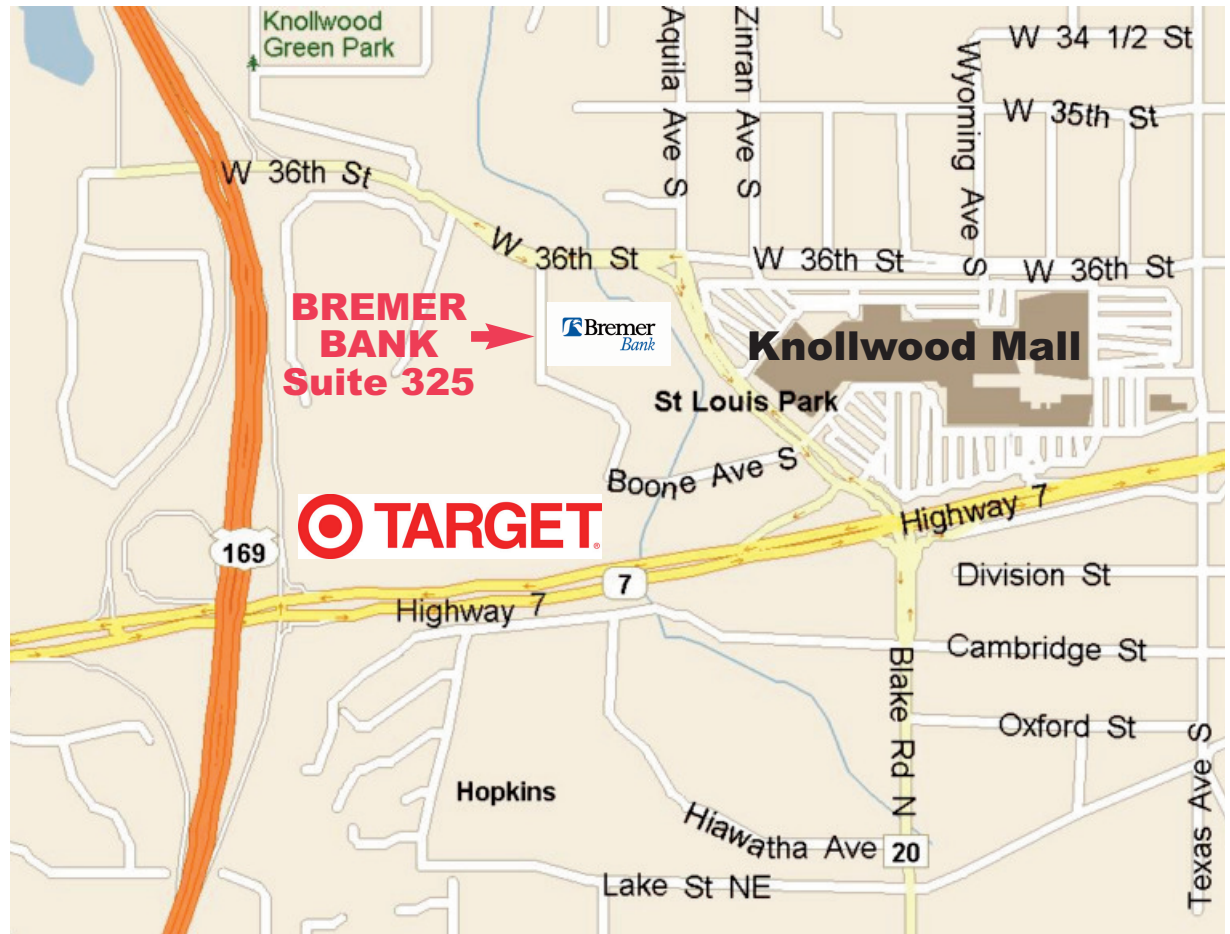 Knollwood
Green Park
Aquila Ave S
Zinran Ave S
Wyoming Ave S
W 34 1/2 St
W 35th St
W 36th St
W 36th St
W 36th St
W 36th St
BREMER
BANK
Suite 325
Bremer
Bank
Knollwood Mall
St Louis Park
Boone Ave S
TARGET
169
7
Highway 7
Highway 7
Division St
Cambridge St
Blake Rd N
Oxford St
Texas Ave S
Hopkins
Hiawatha Ave
20
Lake St NE